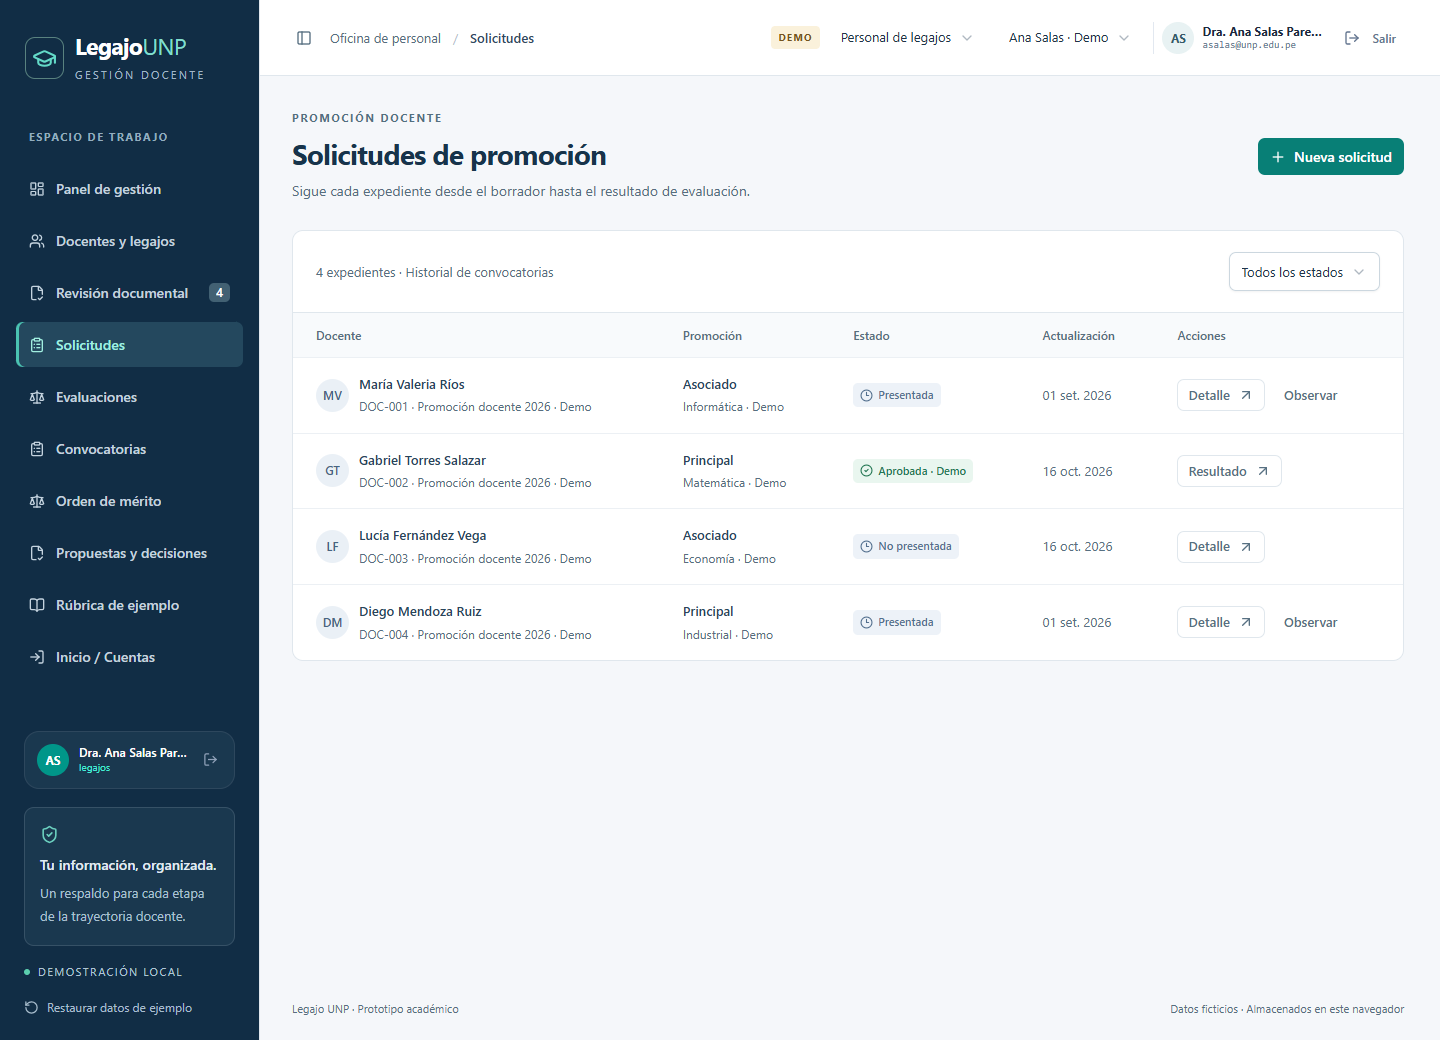 LegajoUNP
GESTIÓN DOCENTE
ESPACIO DE TRABAJO
Panel de gestión
Docentes y legajos
Revisión documental 4
Solicitudes
Evaluaciones
Convocatorias
Orden de mérito
Propuestas y decisiones
Rúbrica de ejemplo
Inicio / Cuentas
AS Dra. Ana Salas Par...
legajos
Tu información, organizada.
Un respaldo para cada etapa
de la trayectoria docente.
DEMOSTRACIÓN LOCAL
Restaurar datos de ejemplo
Oficina de personal / Solicitudes
DEMO
Personal de legajos
Ana Salas · Demo
AS Dra. Ana Salas Pare...
asalas@unp.edu.pe
Salir
PROMOCIÓN DOCENTE
Solicitudes de promoción
Sigue cada expediente desde el borrador hasta el resultado de evaluación.
+ Nueva solicitud
4 expedientes · Historial de convocatorias
Todos los estados
Docente Promoción Estado Actualización Acciones
MV María Valeria Ríos Asociado Presentada 01 set. 2026 Detalle Observar
DOC-001 · Promoción docente 2026 · Demo Informática · Demo
GT Gabriel Torres Salazar Principal Aprobada · Demo 16 oct. 2026 Resultado
DOC-002 · Promoción docente 2026 · Demo Matemática · Demo
LF Lucía Fernández Vega Asociado No presentada 16 oct. 2026 Detalle
DOC-003 · Promoción docente 2026 · Demo Economía · Demo
DM Diego Mendoza Ruiz Principal Presentada 01 set. 2026 Detalle Observar
DOC-004 · Promoción docente 2026 · Demo Industrial · Demo
Legajo UNP · Prototipo académico
Datos ficticios · Almacenados en este navegador